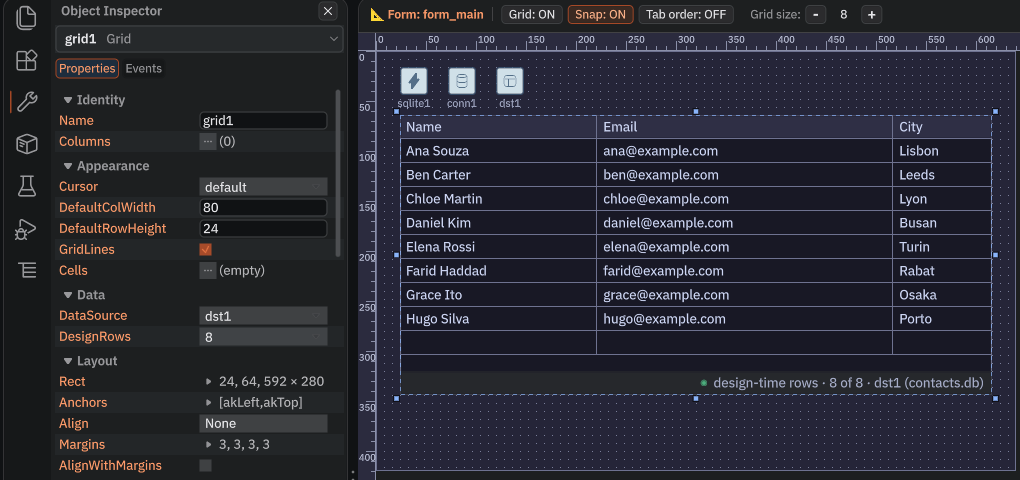 Object Inspector
grid1 Grid
Properties Events
Identity
Name grid1
Columns ... (0)
Appearance
Cursor default
DefaultColWidth 80
DefaultRowHeight 24
GridLines
Cells ... (empty)
Data
DataSource dst1
DesignRows 8
Layout
Rect 24, 64, 592 × 280
Anchors [akLeft,akTop]
Align None
Margins 3, 3, 3, 3
AlignWithMargins
Form: form_main Grid: ON Snap: ON Tab order: OFF Grid size: - 8 +
0 50 100 150 200 250 300 350 400 450 500 550 600
0
50
100
150
200
250
300
350
400
sqlite1 conn1 dst1
Name Email City
Ana Souza ana@example.com Lisbon
Ben Carter ben@example.com Leeds
Chloe Martin chloe@example.com Lyon
Daniel Kim daniel@example.com Busan
Elena Rossi elena@example.com Turin
Farid Haddad farid@example.com Rabat
Grace Ito grace@example.com Osaka
Hugo Silva hugo@example.com Porto
design-time rows · 8 of 8 · dst1 (contacts.db)